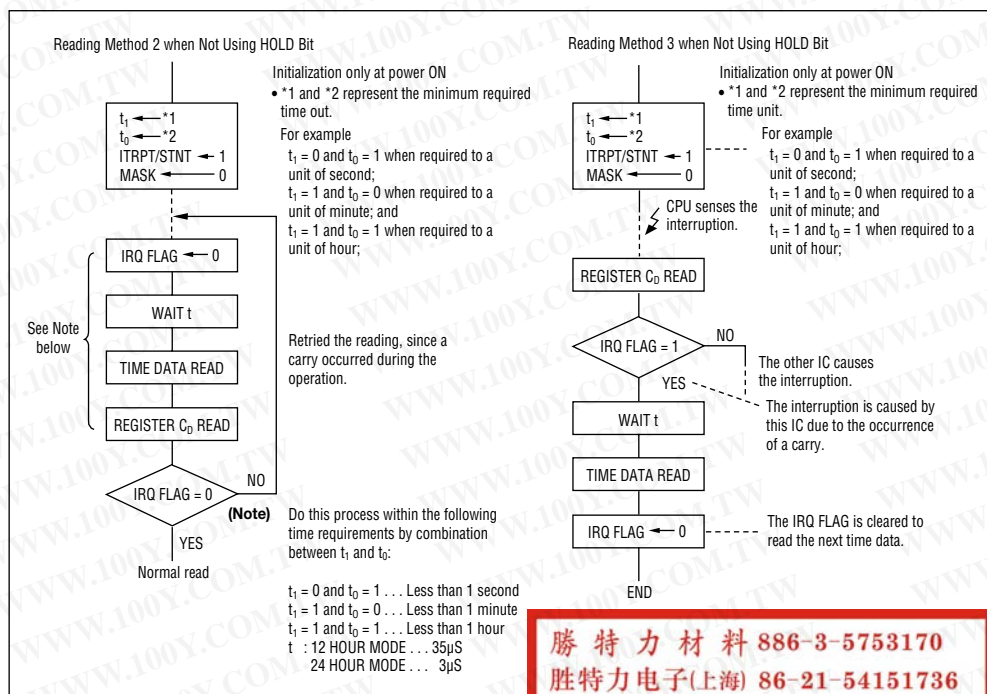 Reading Method 2 when Not Using HOLD Bit
t1 ← *1
t0 ← *2
ITRPT/STNT ← 1
MASK ← 0
Initialization only at power ON
• *1 and *2 represent the minimum required
time out.
For example
t1 = 0 and t0 = 1 when required to a
unit of second;
t1 = 1 and t0 = 0 when required to a
unit of minute; and
t1 = 1 and t0 = 1 when required to a
unit of hour;
IRQ FLAG ← 0
WAIT t
TIME DATA READ
REGISTER CD READ
See Note
below
Retried the reading, since a
carry occurred during the
operation.
IRQ FLAG = 0
NO
(Note)
YES
Normal read
Do this process within the following
time requirements by combination
between t1 and t0:
t1 = 0 and t0 = 1 . . . Less than 1 second
t1 = 1 and t0 = 0 . . . Less than 1 minute
t1 = 1 and t0 = 1 . . . Less than 1 hour
t : 12 HOUR MODE . . . 35µS
24 HOUR MODE . . . 3µS
Reading Method 3 when Not Using HOLD Bit
t1 ← *1
t0 ← *2
ITRPT/STNT ← 1
MASK ← 0
Initialization only at power ON
• *1 and *2 represent the minimum required
time unit.
For example
t1 = 0 and t0 = 1 when required to a
unit of second;
t1 = 1 and t0 = 0 when required to a
unit of minute; and
t1 = 1 and t0 = 1 when required to a
unit of hour;
CPU senses the
interruption.
REGISTER CD READ
IRQ FLAG = 1
NO
The other IC causes
the interruption.
YES
The interruption is caused by
this IC due to the occurrence
of a carry.
WAIT t
TIME DATA READ
IRQ FLAG ← 0
The IRQ FLAG is cleared to
read the next time data.
END
勝 特 力 材 料 886-3-5753170
胜特力电子(上海) 86-21-54151736
WWW.100Y.COM.TW